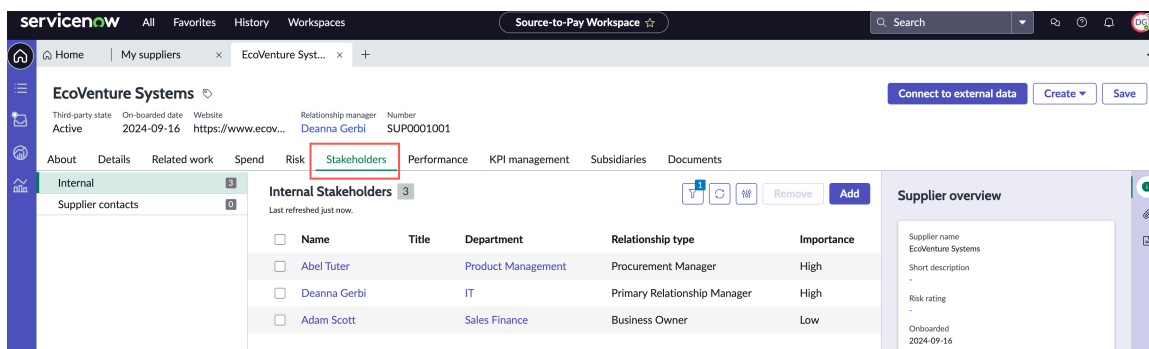 servicenow All Favorites History Workspaces Source-to-Pay Workspace ☆ Search DG
Home My suppliers × EcoVenture Syst... × +
EcoVenture Systems Connect to external data Create Save
Third-party state On-boarded date Website Relationship manager Number
Active 2024-09-16 https://www.ecov... Deanna Gerbi SUP0001001
About Details Related work Spend Risk Stakeholders Performance KPI management Subsidiaries Documents
Internal 3
Supplier contacts 0
Internal Stakeholders 3 1 Remove Add
Last refreshed just now.
Name Title Department Relationship type Importance
Abel Tuter Product Management Procurement Manager High
Deanna Gerbi IT Primary Relationship Manager High
Adam Scott Sales Finance Business Owner Low
Supplier overview
Supplier name
EcoVenture Systems
Short description
-
Risk rating
-
Onboarded
2024-09-16